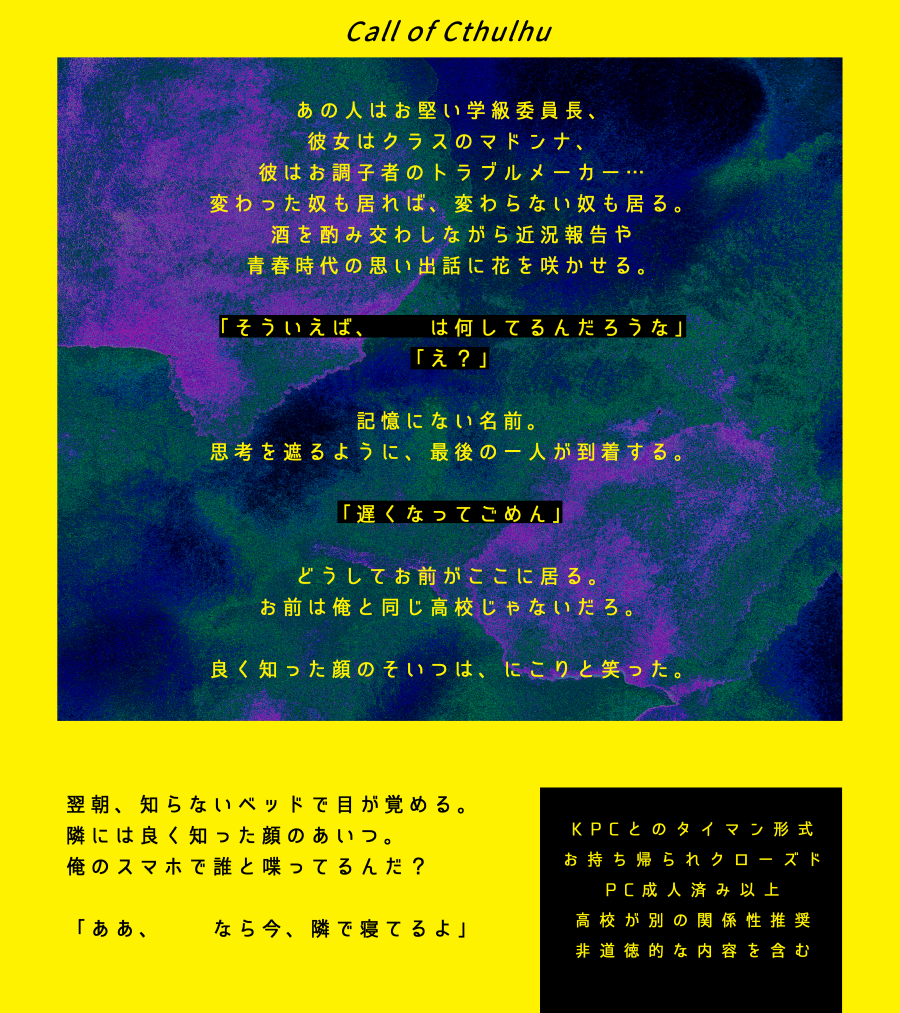 Call of Cthulhu
あの人はお堅い学級委員長、
彼女はクラスのマドンナ、
彼はお調子者のトラブルメーカー…
変わった奴も居れば、変わらない奴も居る。
酒を酌み交わしながら近況報告や
青春時代の思い出話に花を咲かせる。
「そういえば、　　は何してるんだろうな」
「え？」
記憶にない名前。
思考を遮るように、最後の一人が到着する。
「遅くなってごめん」
どうしてお前がここに居る。
お前は俺と同じ高校じゃないだろ。
良く知った顔のそいつは、にこりと笑った。
翌朝、知らないベッドで目が覚める。
隣には良く知った顔のあいつ。
俺のスマホで誰と喋ってるんだ？
「ああ、　　なら今、隣で寝てるよ」
KPCとのタイマン形式
お持ち帰られクローズド
PC成人済み以上
高校が別の関係性推奨
非道徳的な内容を含む